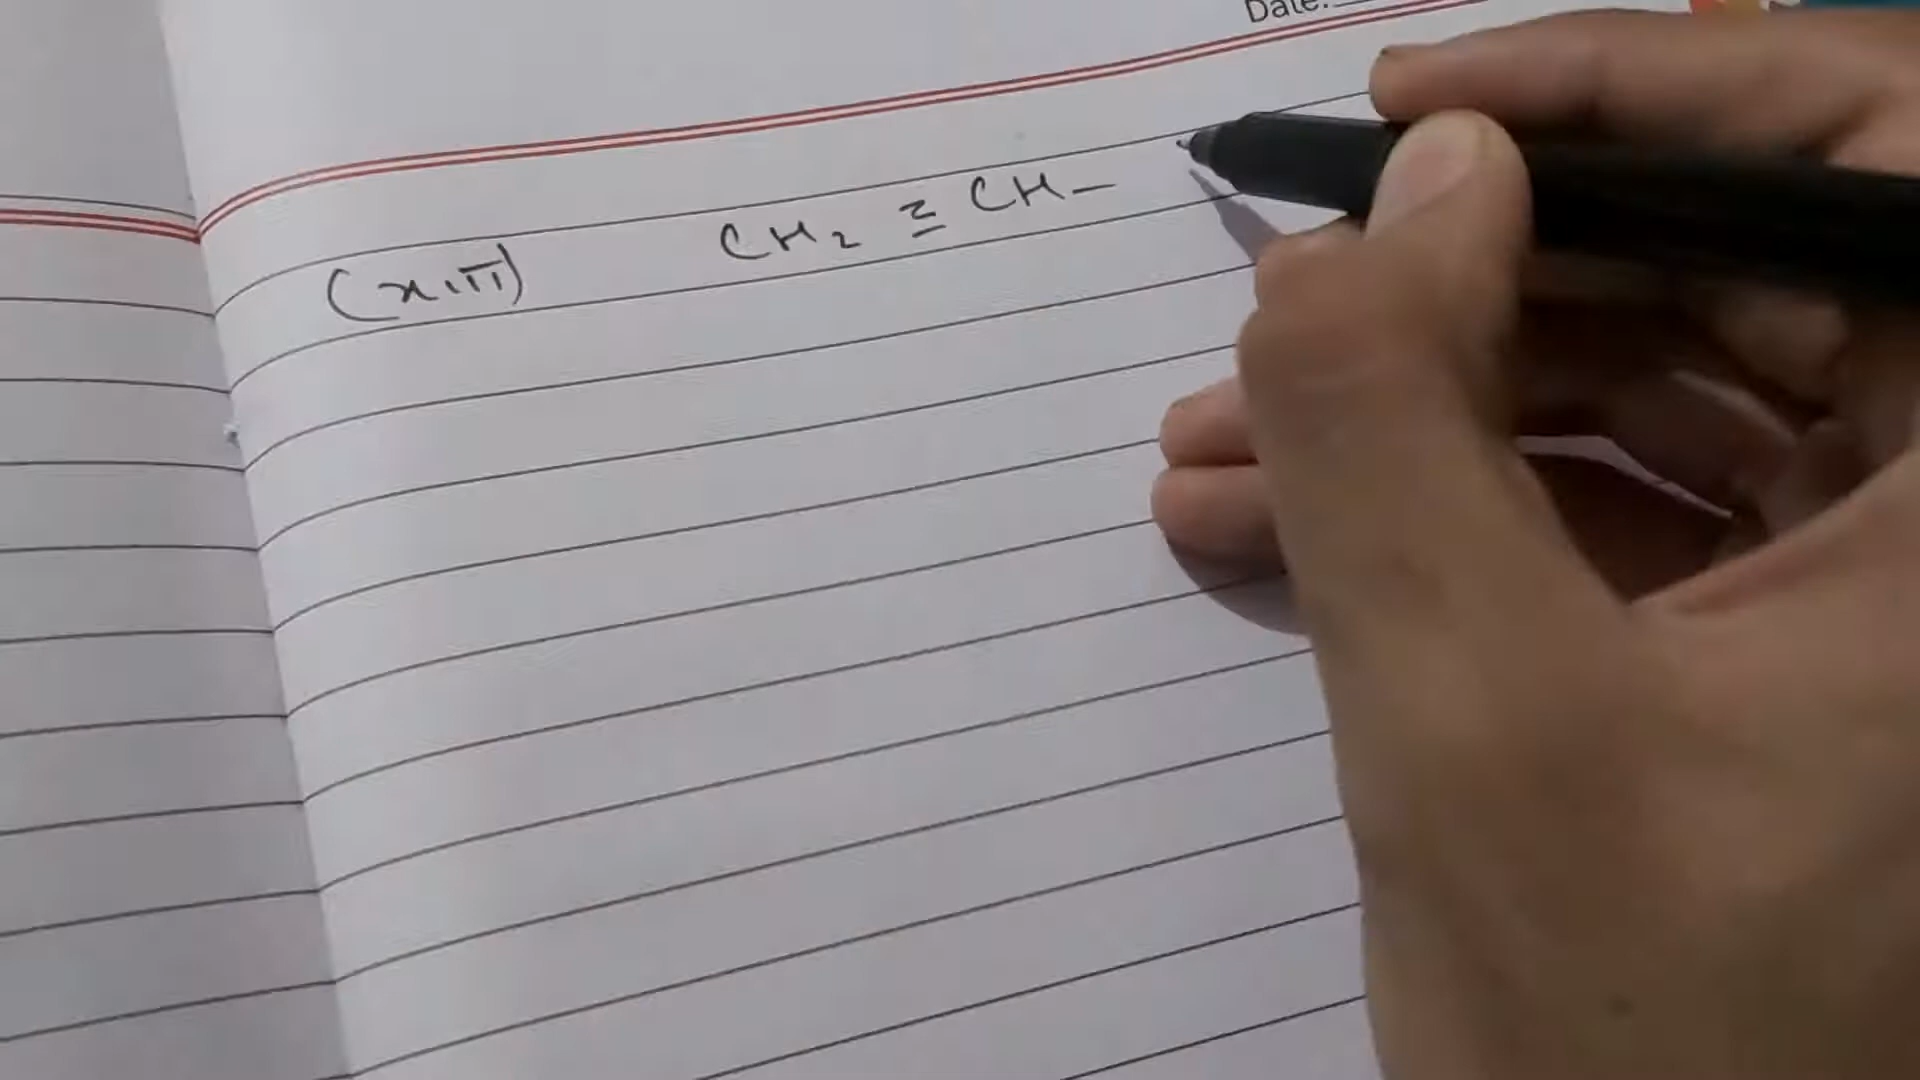 Date:
(xiii) CH₂ = CH-